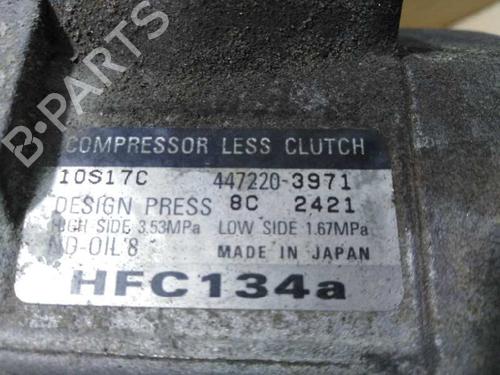 COMPRESSOR LESS CLUTCH
10S17C 447220-3971
DESIGN PRESS 8C 2421
HIGH SIDE 3.53MPa LOW SIDE 1.67MPa
ND-OIL 8 MADE IN JAPAN
HFC134a
B-PARTS